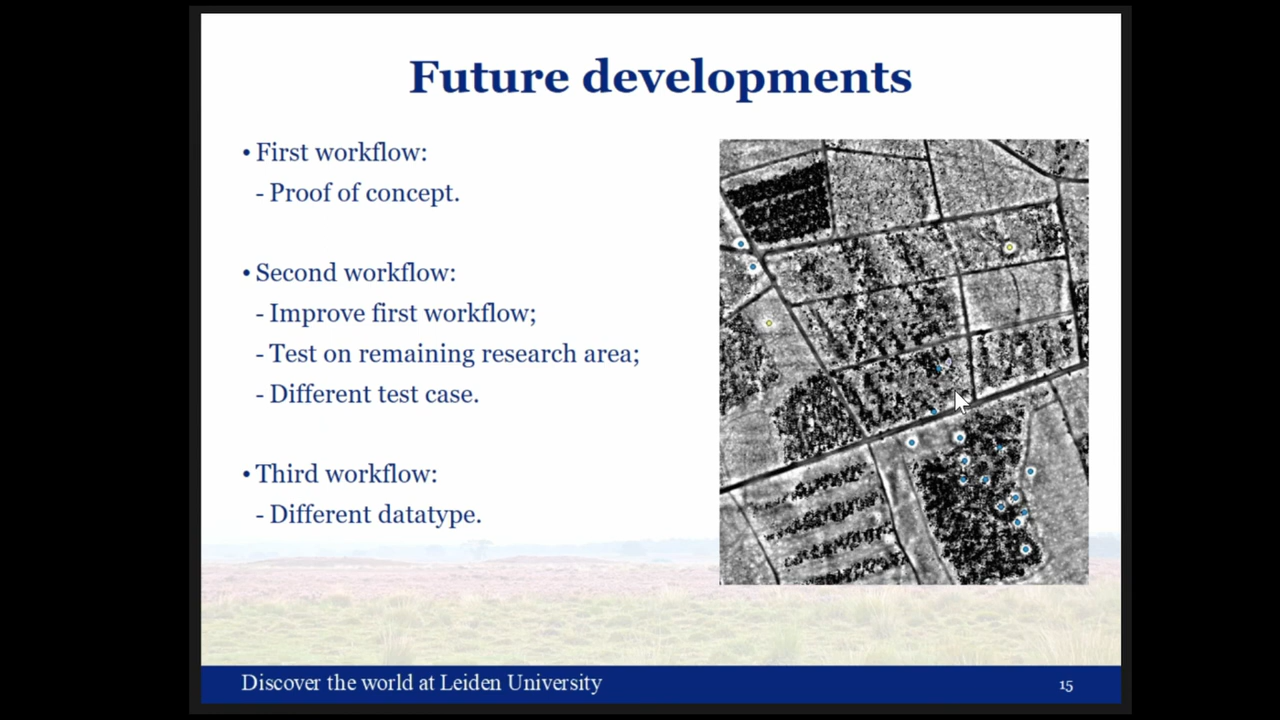 Future developments
• First workflow:
- Proof of concept.
• Second workflow:
- Improve first workflow;
- Test on remaining research area;
- Different test case.
• Third workflow:
- Different datatype.
Discover the world at Leiden University
15